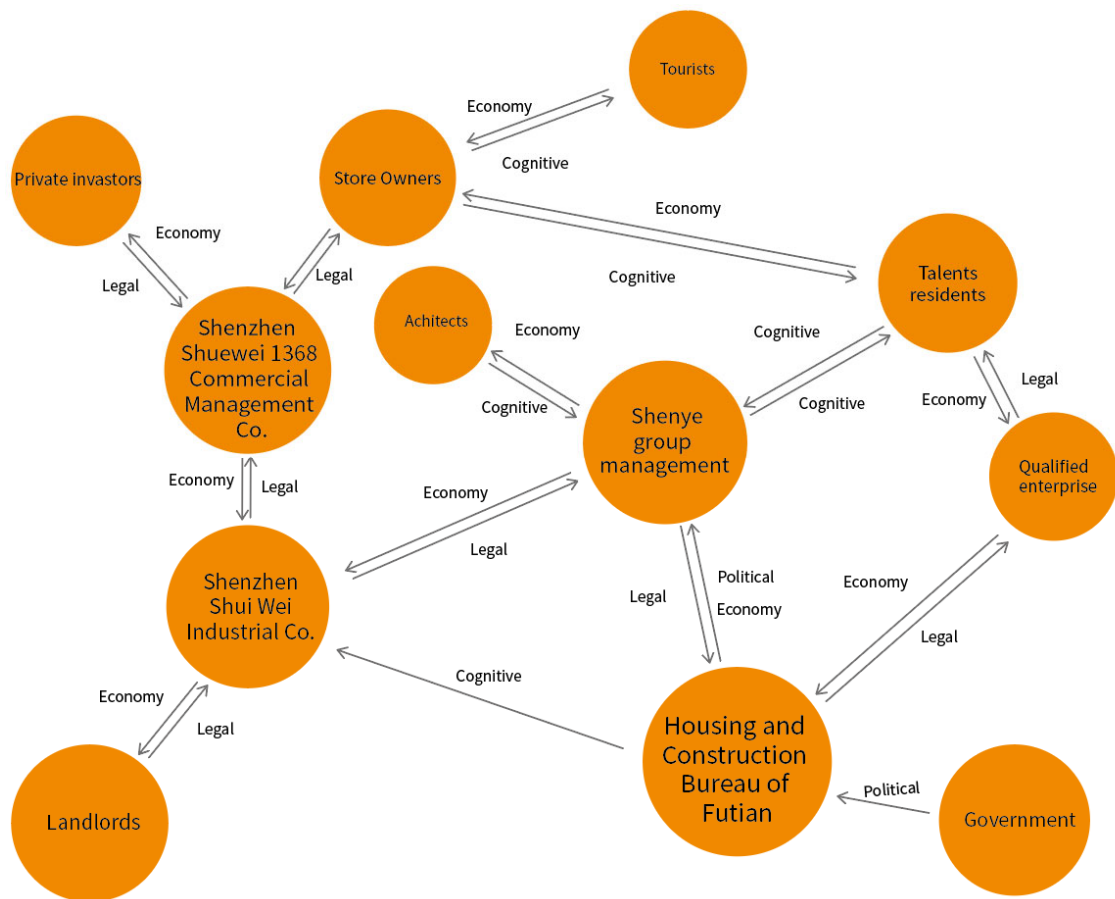 Tourists
Economy
Cognitive
Private invastors
Store Owners
Economy
Economy
Legal
Legal
Cognitive
Talents
residents
Shenzhen
Shuewei 1368
Commercial
Management
Co.
Achitects
Economy
Cognitive
Cognitive
Cognitive
Legal
Economy
Shenye
group
management
Qualified
enterprise
Economy
Legal
Economy
Legal
Shenzhen
Shui Wei
Industrial Co.
Legal
Political
Economy
Economy
Legal
Cognitive
Economy
Legal
Housing and
Construction
Bureau of
Futian
Political
Landlords
Government